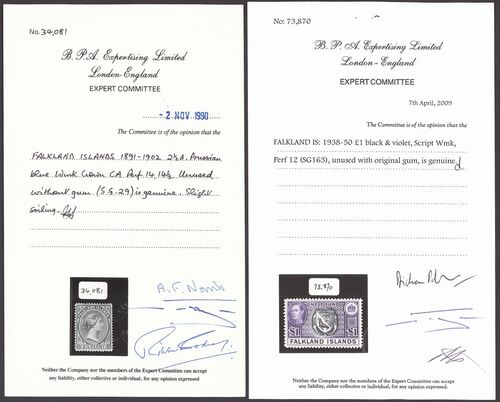 No. 34,081
B. P. A. Expertising Limited
London-England
EXPERT COMMITTEE
- 2 NOV 1990
The Committee is of the opinion that the
FALKLAND ISLANDS 1891-1902 2½d. Prussian
blue. Wmk Crown CA. Perf 14, 14½ Unused
without gum. (S.G. 29) is genuine. Slight
soiling.
34,081
A.F. Norris
Neither the Company nor the members of the Expert Committee can accept
any liability, either collective or individual, for any opinion expressed
No: 73,870
B. P. A. Expertising Limited
London - England
EXPERT COMMITTEE
7th April, 2009
The Committee is of the opinion that the
FALKLAND IS: 1938-50 £1 black & violet, Script Wmk,
Perf 12 (SG163), unused with original gum, is genuine.
73,870
£1 £1
FALKLAND ISLANDS
Neither the Company nor the members of the Expert Committee can accept
any liability, either collective or individual, for any opinion expressed